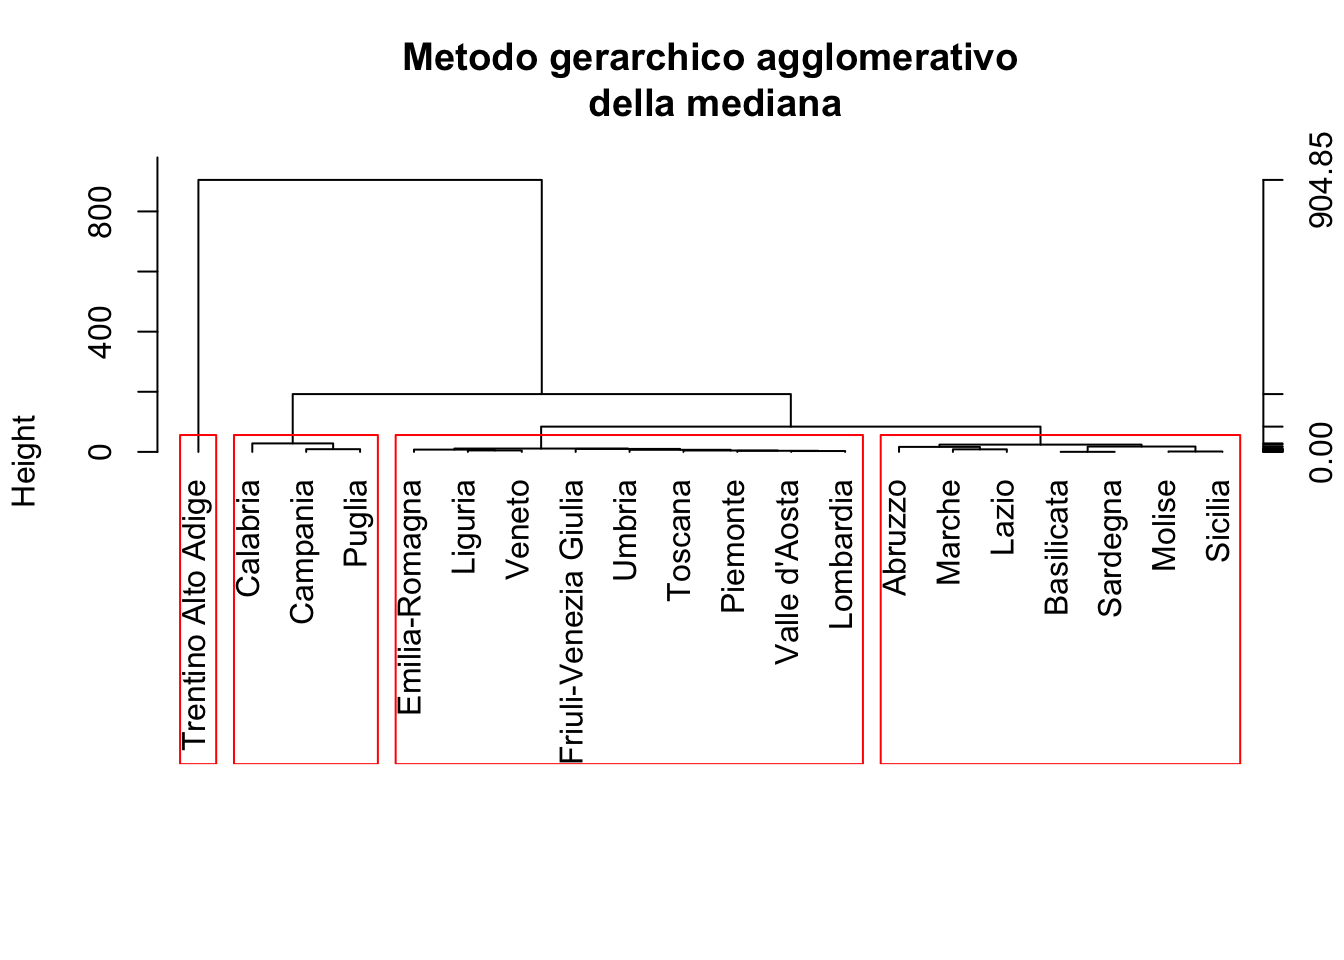 Metodo gerarchico agglomerativo
della mediana
Height
0
400
800
904.85
0.00
Trentino Alto Adige
Calabria
Campania
Puglia
Emilia-Romagna
Liguria
Veneto
Friuli-Venezia Giulia
Umbria
Toscana
Piemonte
Valle d'Aosta
Lombardia
Abruzzo
Marche
Lazio
Basilicata
Sardegna
Molise
Sicilia